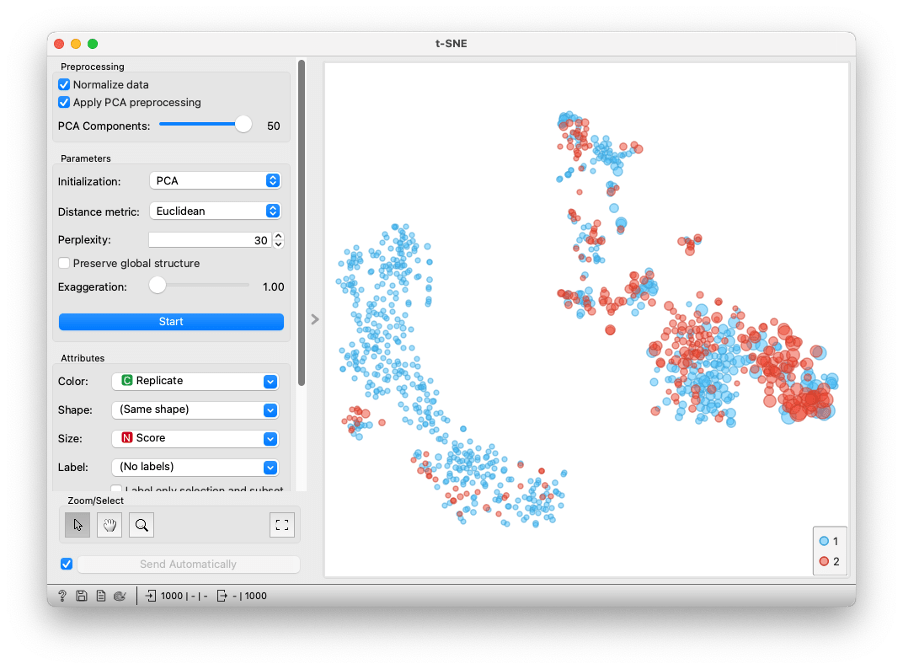 t-SNE
Preprocessing
Normalize data
Apply PCA preprocessing
PCA Components: 50
Parameters
Initialization: PCA
Distance metric: Euclidean
Perplexity: 30
Preserve global structure
Exaggeration: 1.00
Start
Attributes
Color: C Replicate
Shape: (Same shape)
Size: N Score
Label: (No labels)
Label only selection and subset
Zoom/Select
Send Automatically
1
2
? 1000 | - | - - | 1000